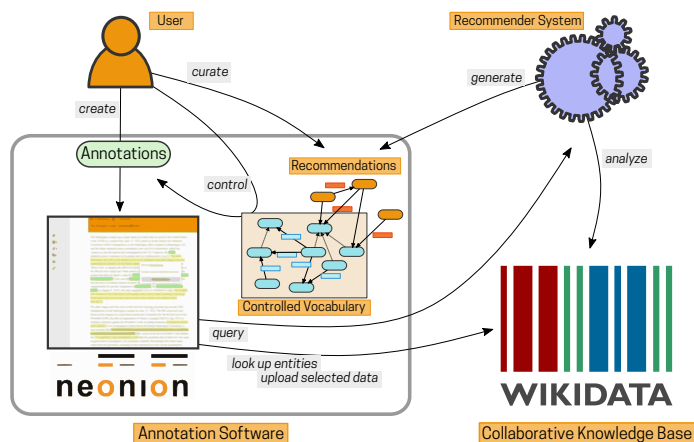 User
Recommender System
curate
generate
create
Annotations
analyze
Recommendations
control
Controlled Vocabulary
query
look up entities
upload selected data
neonion
WIKIDATA
Annotation Software
Collaborative Knowledge Base